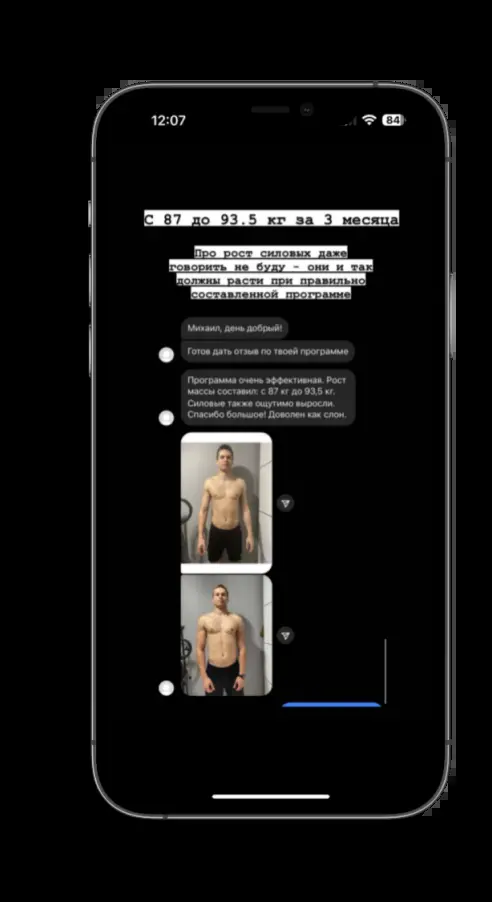 12:07
84
С 87 до 93.5 кг за 3 месяца
Про рост силовых даже
говорить не буду - они и так
должны расти при правильно
составленной программе
Михаил, день добрый!
Готов дать отзыв по твоей программе
Программа очень эффективная. Рост
массы составил: с 87 кг до 93,5 кг.
Силовые также ощутимо выросли.
Спасибо большое! Доволен как слон.